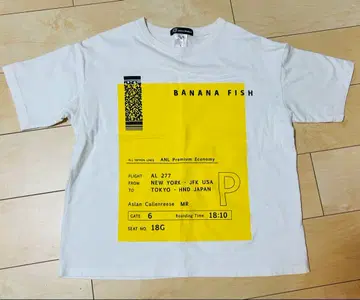 BANANA FISH
ANL Premium Economy
FLIGHT AL 277
FROM NEW YORK - JFK USA
TO TOKYO - HND JAPAN
Aslan Callenreese MR
GATE 6 Boarding Time 18:10
SEAT NO. 18G
P